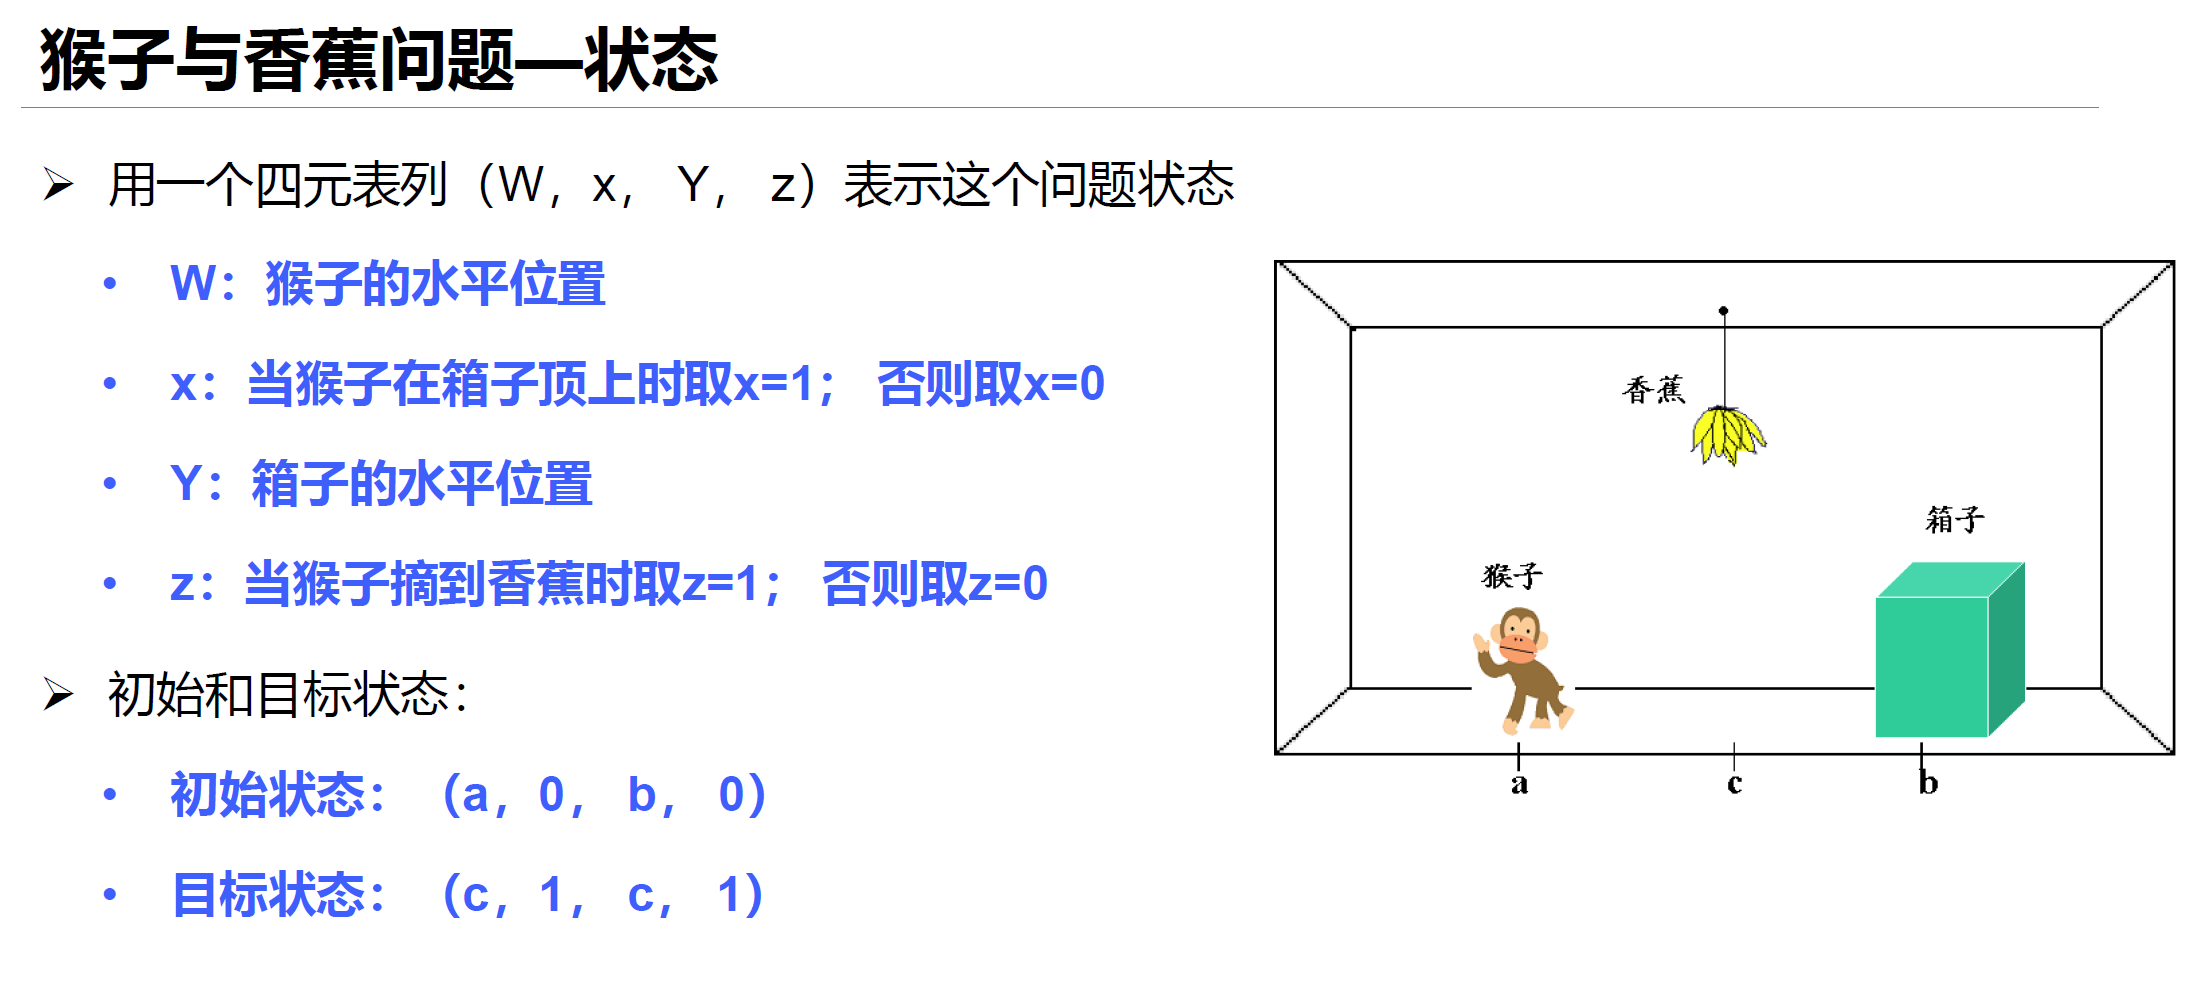 猴子与香蕉问题—状态
➢ 用一个四元表列（W，x， Y， z）表示这个问题状态
• W：猴子的水平位置
• x：当猴子在箱子顶上时取x=1； 否则取x=0
• Y：箱子的水平位置
• z：当猴子摘到香蕉时取z=1； 否则取z=0
➢ 初始和目标状态：
• 初始状态：（a，0， b， 0）
• 目标状态：（c，1， c， 1）
香蕉
箱子
猴子
a c b